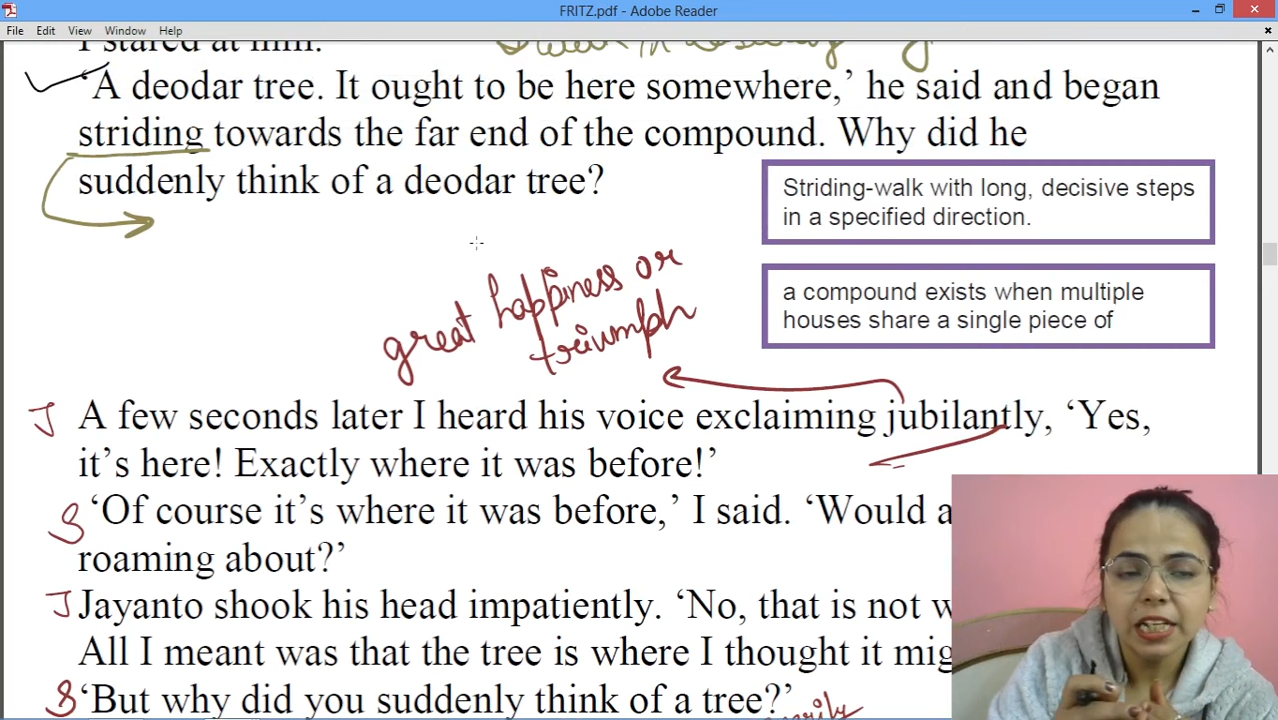 FRITZ.pdf - Adobe Reader
File Edit View Window Help
I stared at him.
‘A deodar tree. It ought to be here somewhere,’ he said and began
striding towards the far end of the compound. Why did he
suddenly think of a deodar tree?
Striding-walk with long, decisive steps
in a specified direction.
a compound exists when multiple
houses share a single piece of
great happiness or
triumph
J A few seconds later I heard his voice exclaiming jubilantly, ‘Yes,
it’s here! Exactly where it was before!’
S ‘Of course it’s where it was before,’ I said. ‘Would a
roaming about?’
J Jayanto shook his head impatiently. ‘No, that is not w
All I meant was that the tree is where I thought it mig
S ‘But why did you suddenly think of a tree?’